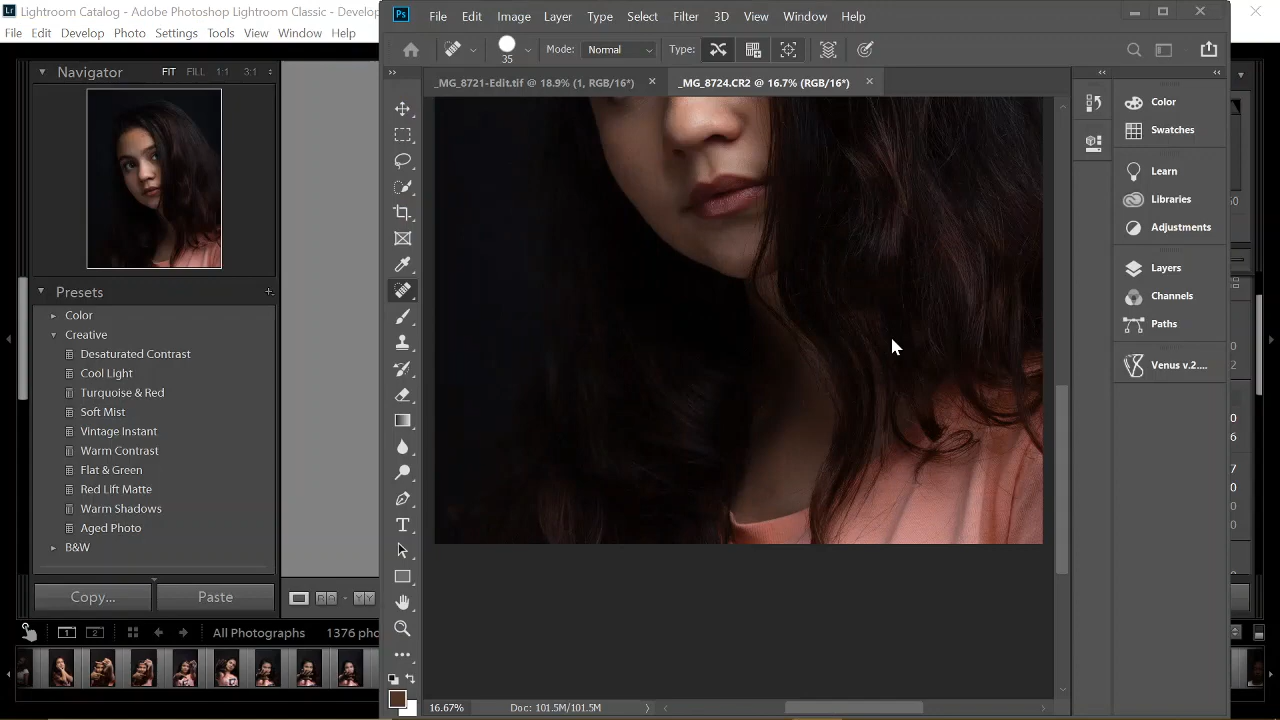 Lr Lightroom Catalog - Adobe Photoshop Lightroom Classic - Develop
File Edit Develop Photo Settings Tools View Window Help
Ps File Edit Image Layer Type Select Filter 3D View Window Help
35 Mode: Normal Type:
_MG_8721-Edit.tif @ 18.9% (1, RGB/16*)
_MG_8724.CR2 @ 16.7% (RGB/16*)
Navigator FIT FILL 1:1 3:1
Presets
Color
Creative
Desaturated Contrast
Cool Light
Turquoise & Red
Soft Mist
Vintage Instant
Warm Contrast
Flat & Green
Red Lift Matte
Warm Shadows
Aged Photo
B&W
Copy... Paste
1 2 All Photographs 1376 pho
Color
Swatches
Learn
Libraries
Adjustments
Layers
Channels
Paths
Venus v.2....
16.67% Doc: 101.5M/101.5M